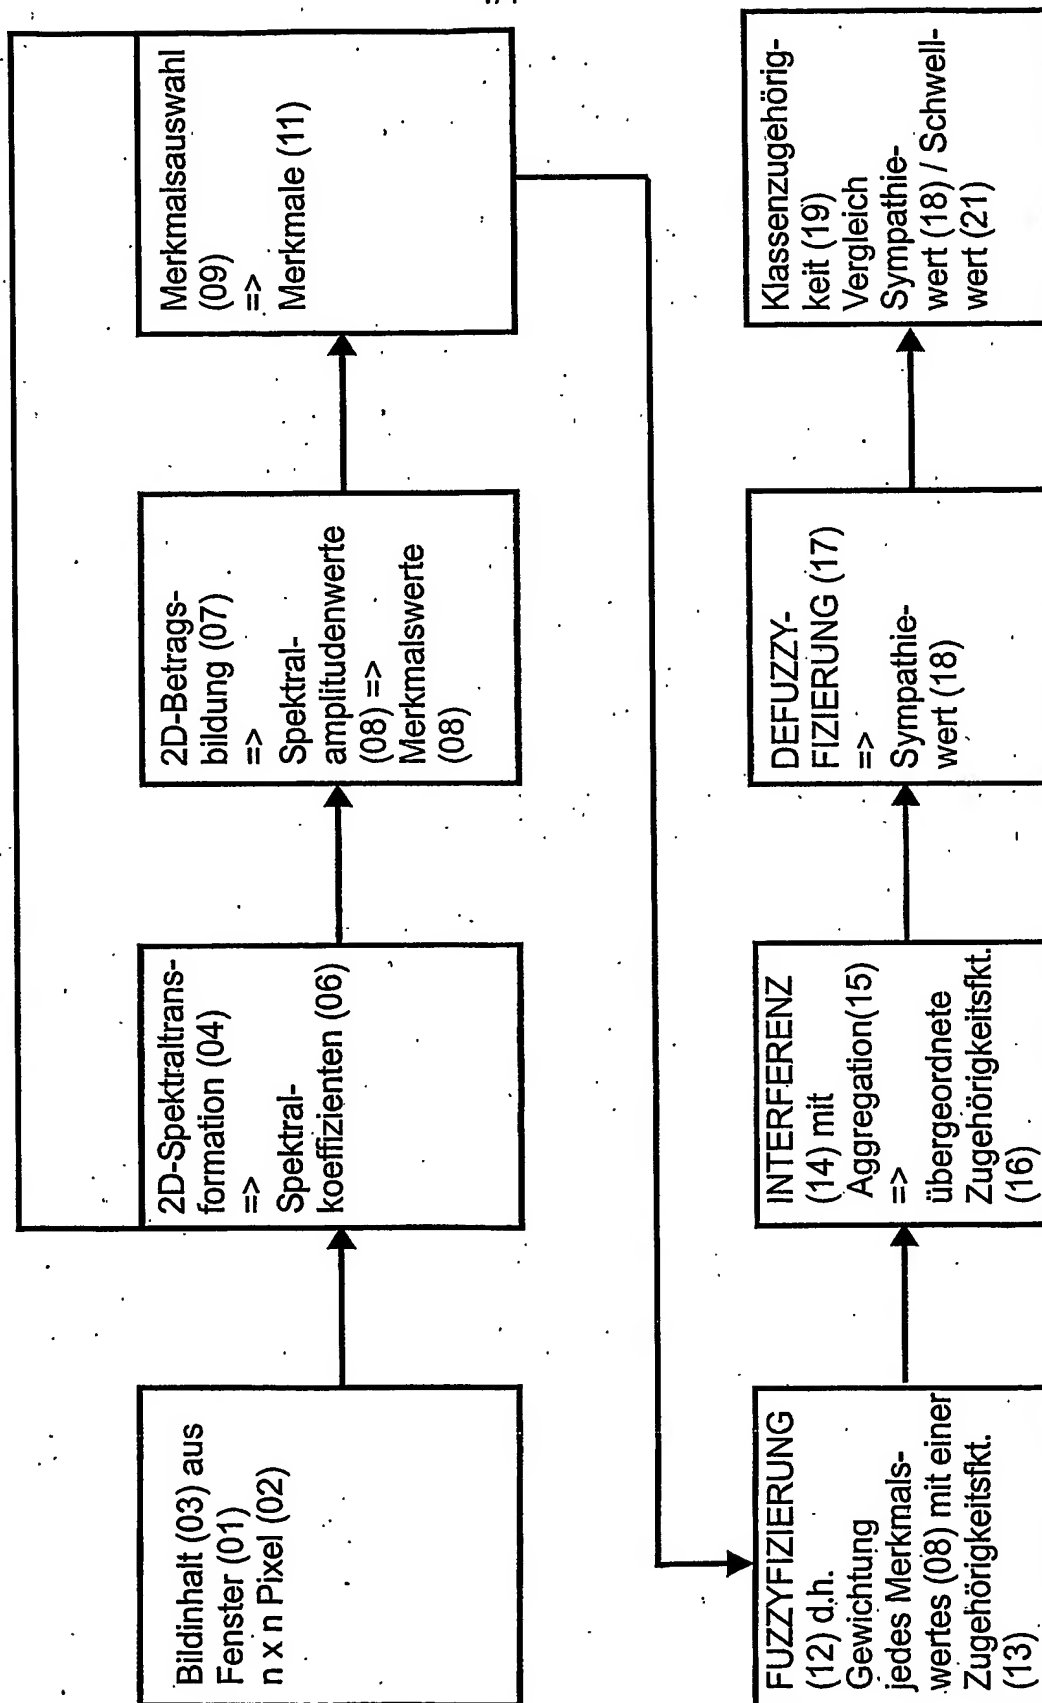 Bildinhalt (03) aus
Fenster (01)
n x n Pixel (02)
2D-Spektraltrans-
formation (04)
=>
Spektral-
koeffizienten (06)
2D-Betrags-
bildung (07)
=>
Spektral-
amplitudenwerte
(08) =>
Merkmalswerte
(08)
Merkmalsauswahl
(09)
=>
Merkmale (11)
FUZZYFIZIERUNG
(12) d.h.
Gewichtung
jedes Merkmals-
wertes (08) mit einer
Zugehörigkeitsfkt.
(13)
INTERFERENZ
(14) mit
Aggregation(15)
=>
übergeordnete
Zugehörigkeitsfkt.
(16)
DEFUZZY-
FIZIERUNG (17)
=>
Sympathie-
wert (18)
Klassenzugehörig-
keit (19)
Vergleich
Sympathie-
wert (18) / Schwell-
wert (21)